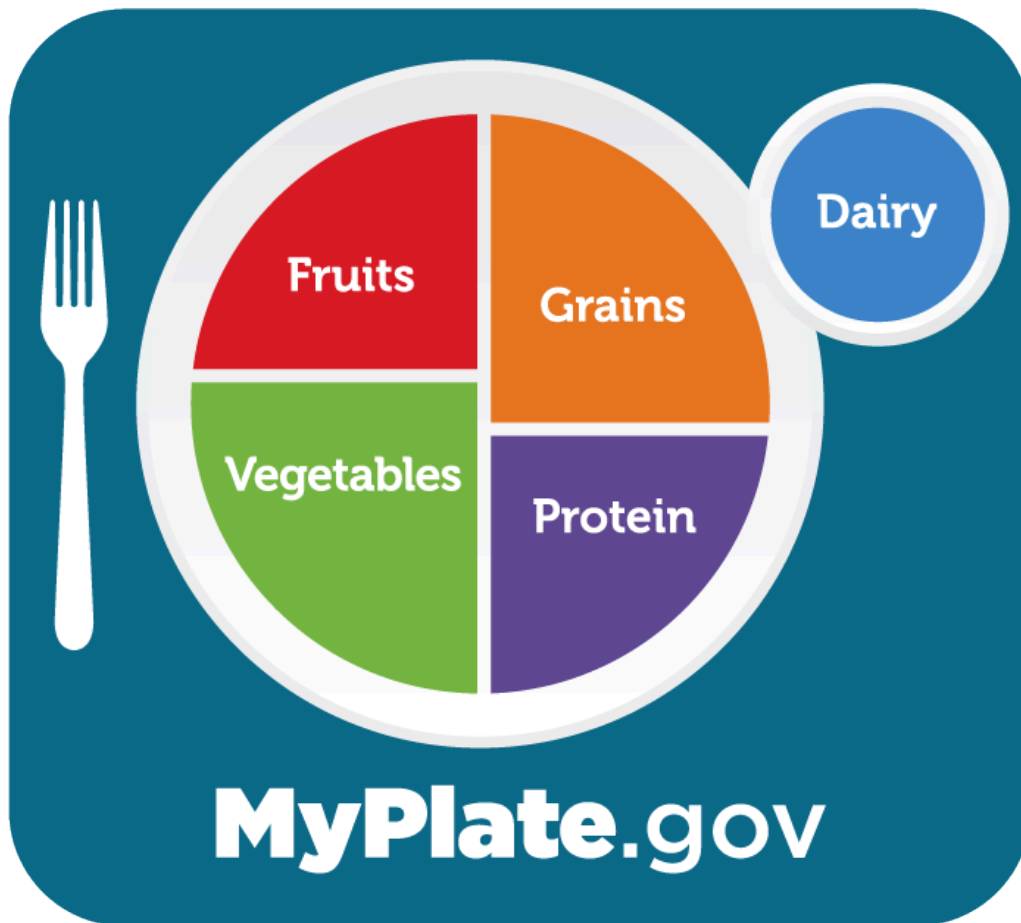 Dairy
Fruits
Grains
Vegetables
Protein
MyPlate.gov